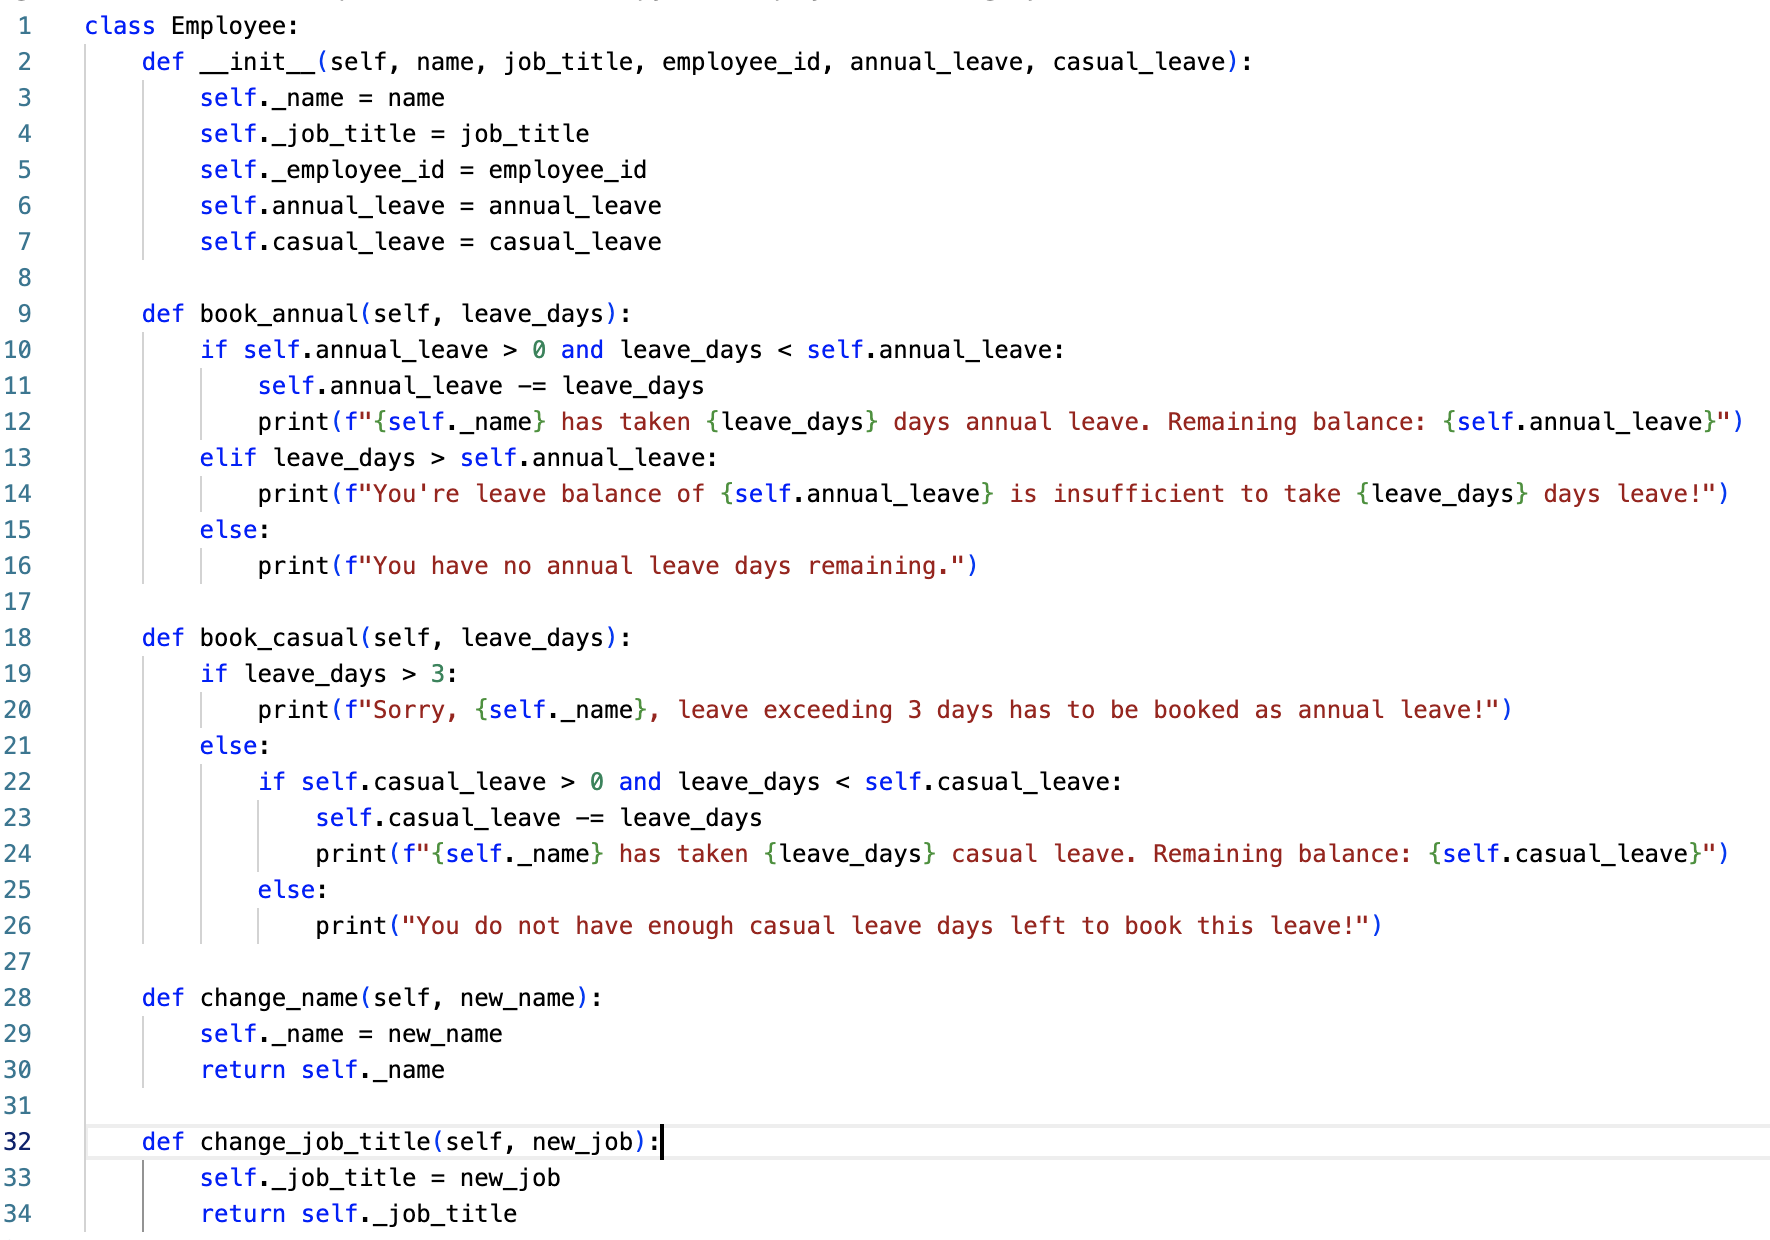 1 class Employee:
2     def __init__(self, name, job_title, employee_id, annual_leave, casual_leave):
3         self._name = name
4         self._job_title = job_title
5         self._employee_id = employee_id
6         self.annual_leave = annual_leave
7         self.casual_leave = casual_leave
8
9     def book_annual(self, leave_days):
10         if self.annual_leave > 0 and leave_days < self.annual_leave:
11             self.annual_leave -= leave_days
12             print(f"{self._name} has taken {leave_days} days annual leave. Remaining balance: {self.annual_leave}")
13         elif leave_days > self.annual_leave:
14             print(f"You're leave balance of {self.annual_leave} is insufficient to take {leave_days} days leave!")
15         else:
16             print(f"You have no annual leave days remaining.")
17
18     def book_casual(self, leave_days):
19         if leave_days > 3:
20             print(f"Sorry, {self._name}, leave exceeding 3 days has to be booked as annual leave!")
21         else:
22             if self.casual_leave > 0 and leave_days < self.casual_leave:
23                 self.casual_leave -= leave_days
24                 print(f"{self._name} has taken {leave_days} casual leave. Remaining balance: {self.casual_leave}")
25             else:
26                 print("You do not have enough casual leave days left to book this leave!")
27
28     def change_name(self, new_name):
29         self._name = new_name
30         return self._name
31
32     def change_job_title(self, new_job):
33         self._job_title = new_job
34         return self._job_title